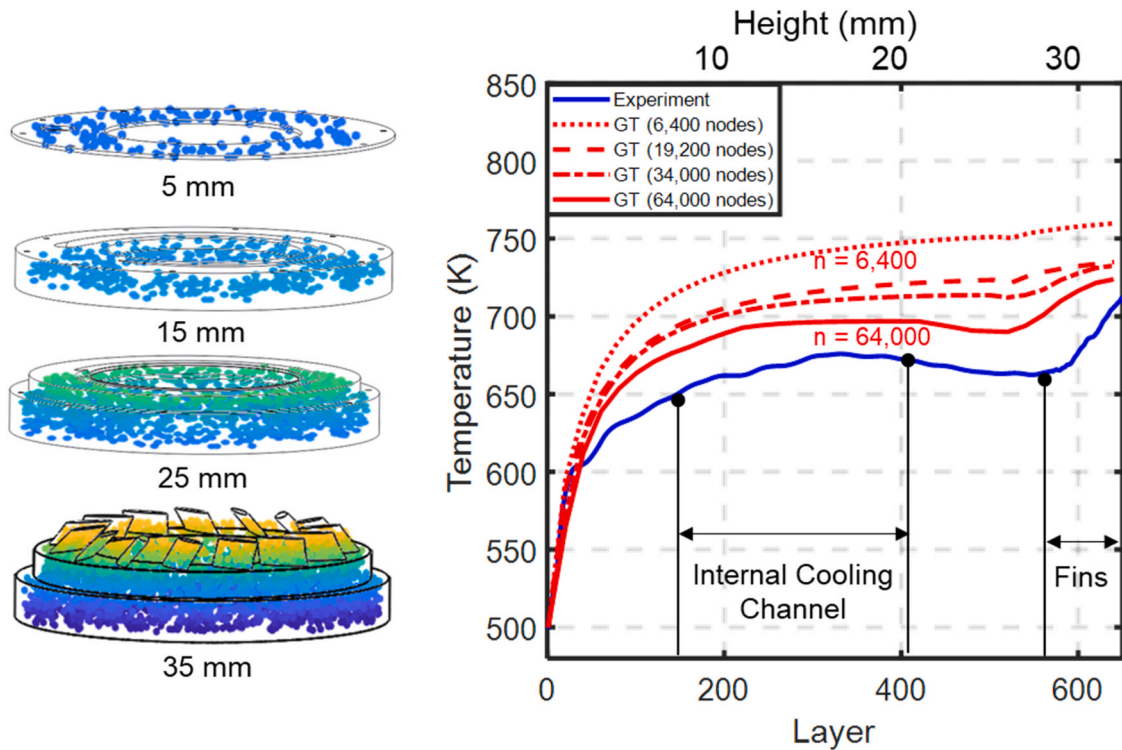 5 mm
15 mm
25 mm
35 mm
Height (mm)
10 20 30
850
800
750
700
650
600
550
500
Temperature (K)
Experiment
GT (6,400 nodes)
GT (19,200 nodes)
GT (34,000 nodes)
GT (64,000 nodes)
n = 6,400
n = 64,000
Internal Cooling
Channel
Fins
0 200 400 600
Layer